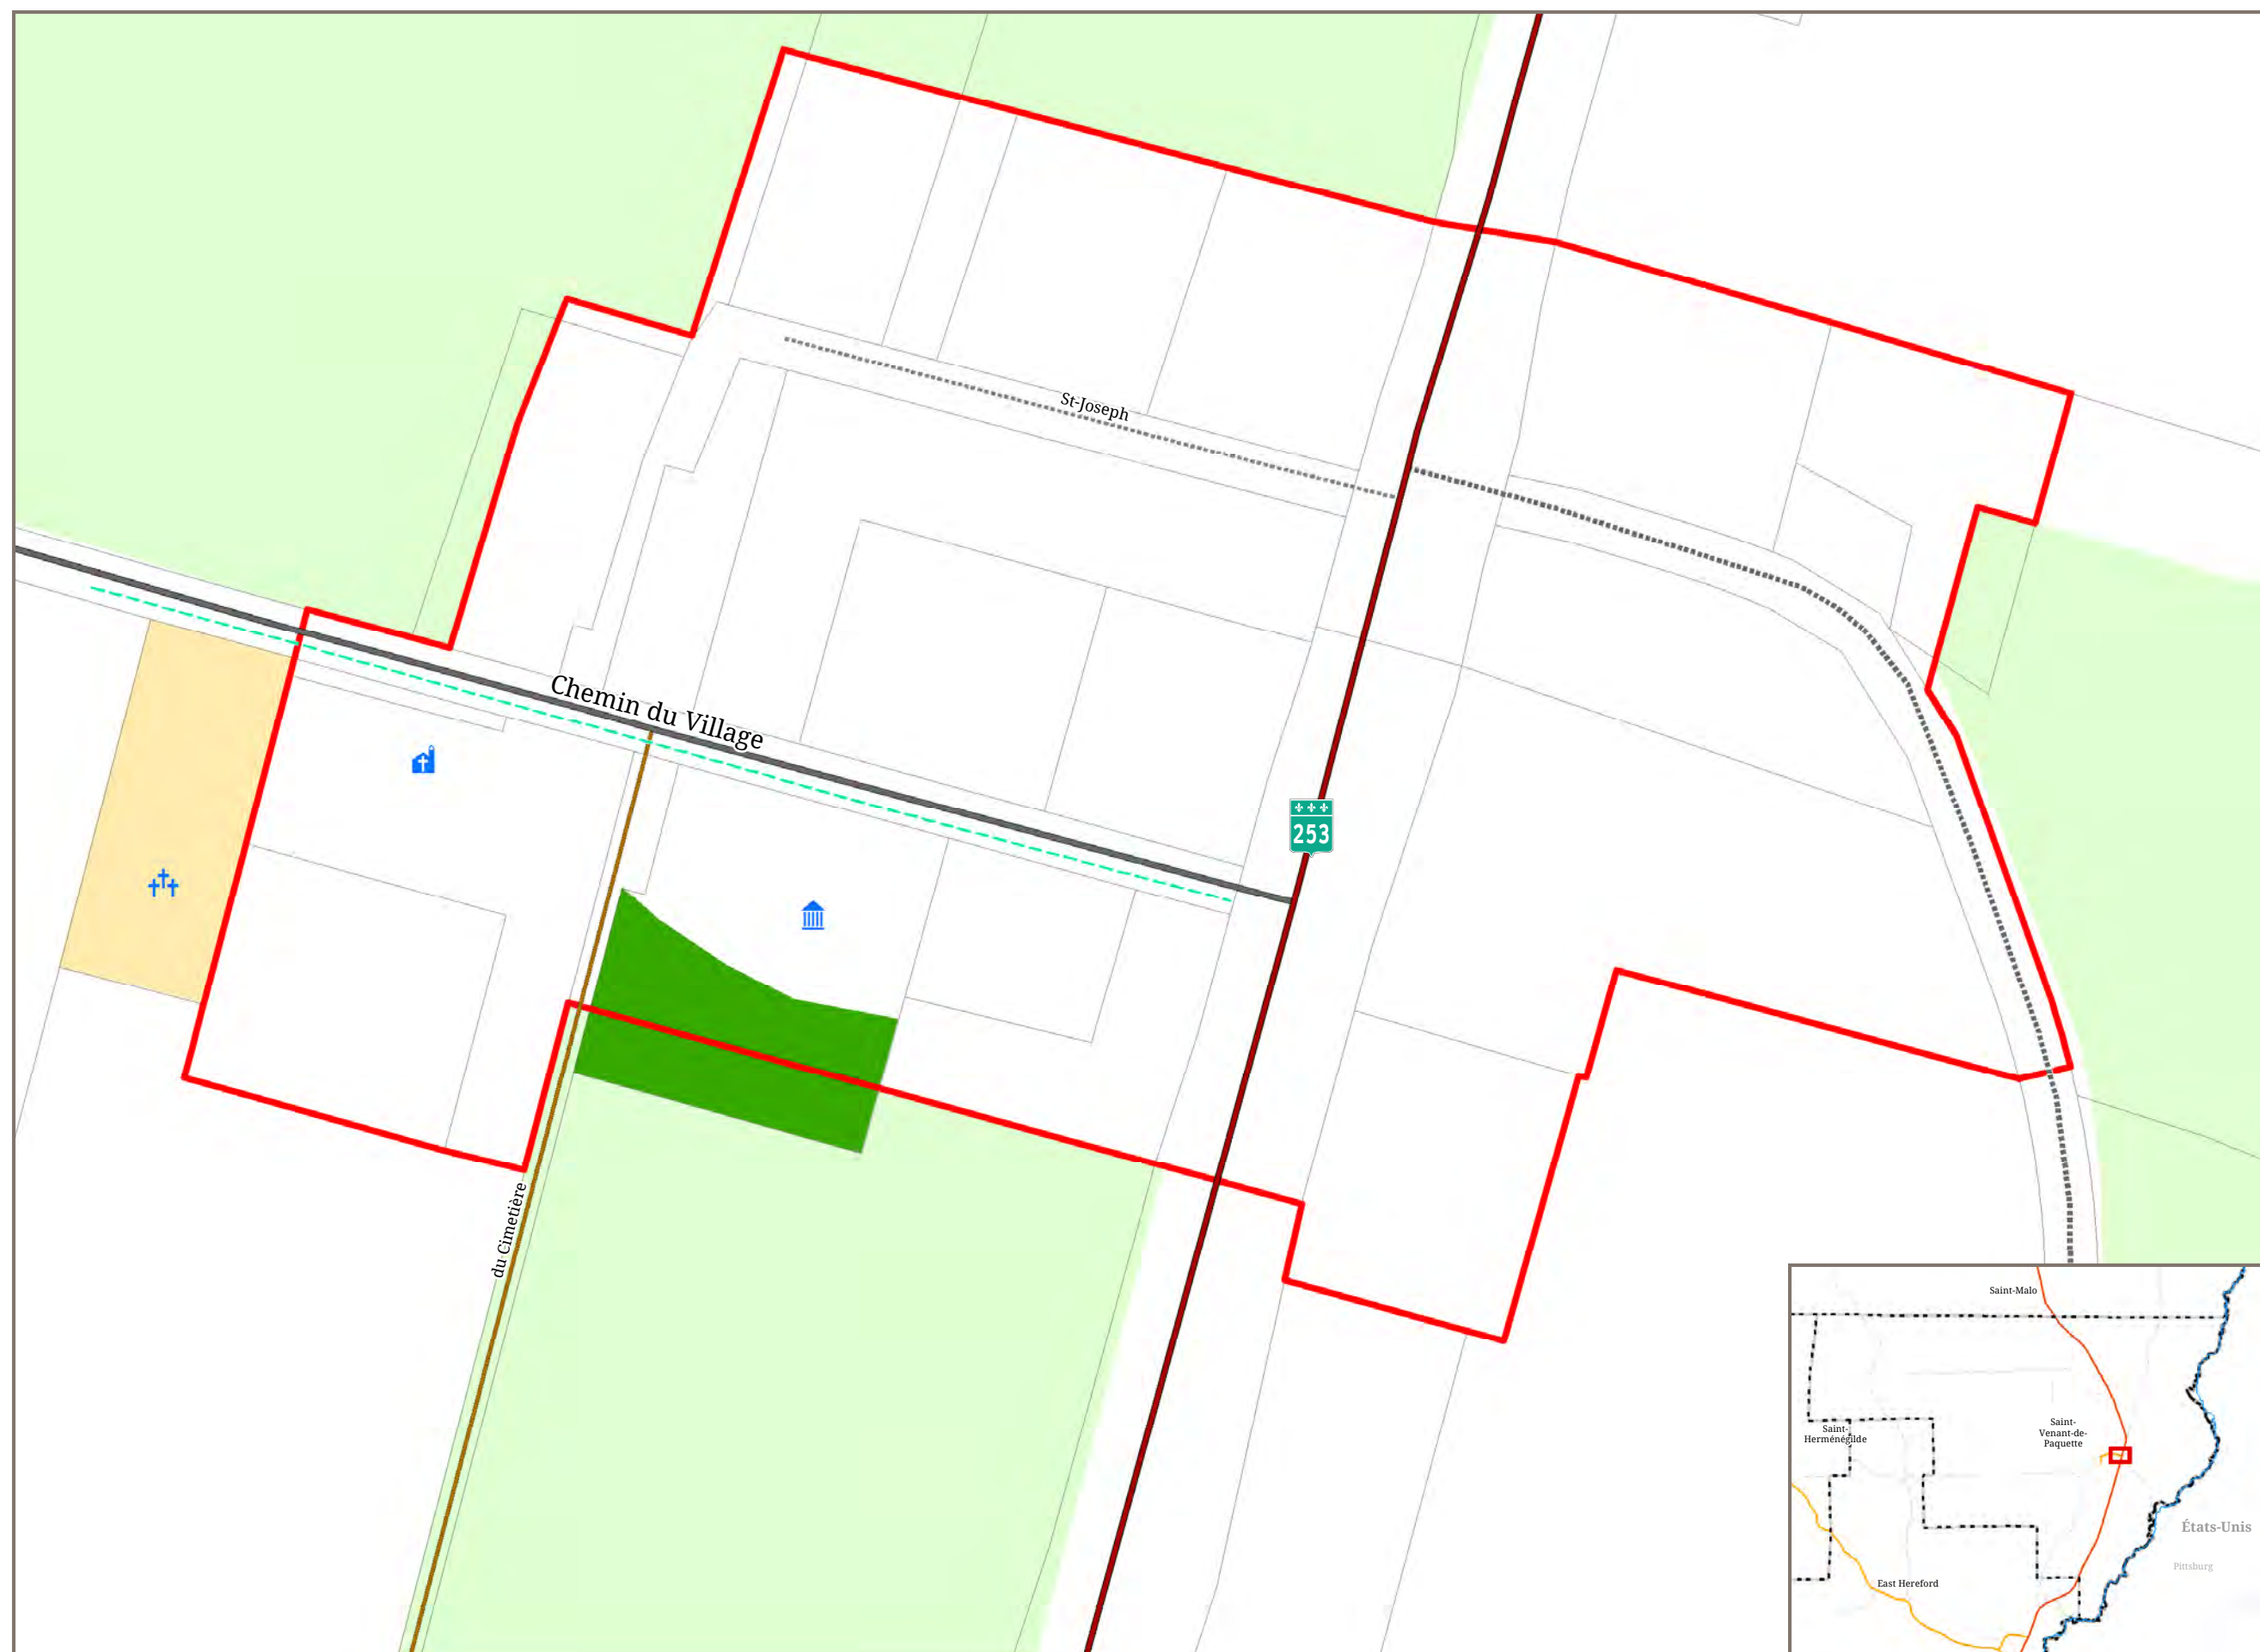 St-Joseph
Chemin du Village
253
du Cimetière
Saint-Malo
Saint-
Herménégilde
Saint-
Venant-de-
Paquette
États-Unis
Pittsburg
East Hereford